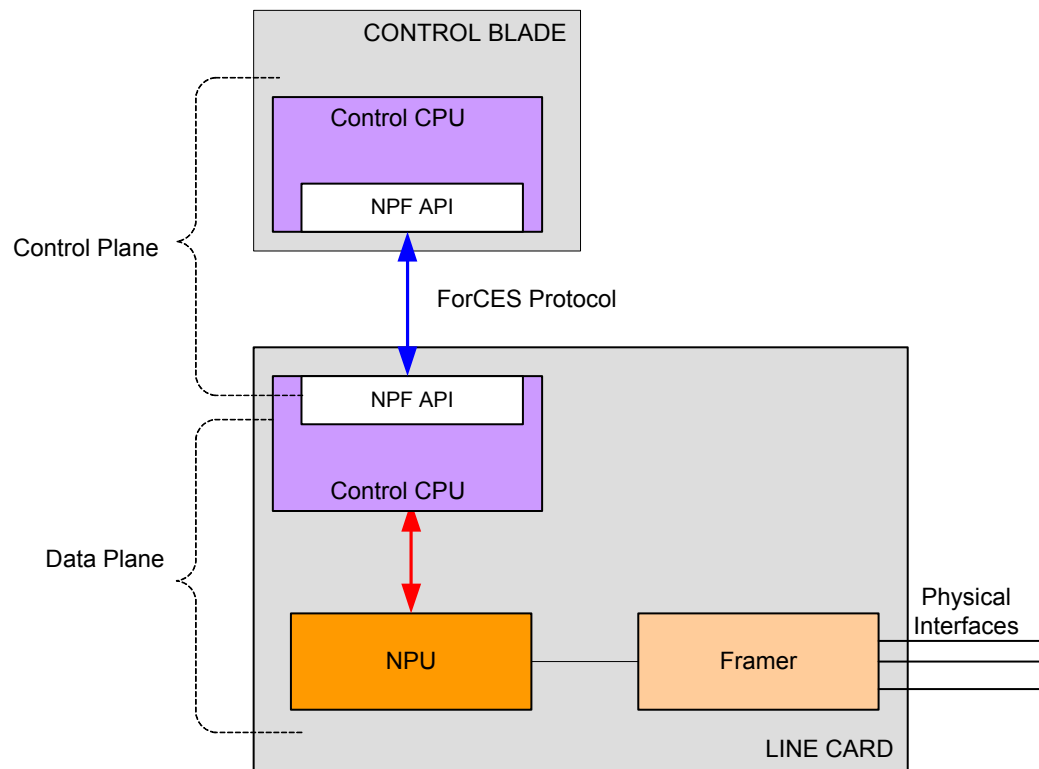 CONTROL BLADE
Control CPU
NPF API
Control Plane
ForCES Protocol
NPF API
Control CPU
Data Plane
NPU
Framer
Physical
Interfaces
LINE CARD